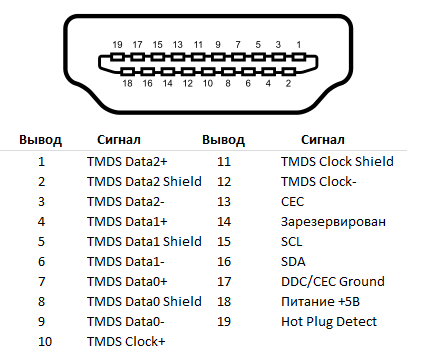 19 17 15 13 11 9 7 5 3 1
18 16 14 12 10 8 6 4 2
Вывод Сигнал Вывод Сигнал
1 TMDS Data2+ 11 TMDS Clock Shield
2 TMDS Data2 Shield 12 TMDS Clock-
3 TMDS Data2- 13 CEC
4 TMDS Data1+ 14 Зарезервирован
5 TMDS Data1 Shield 15 SCL
6 TMDS Data1- 16 SDA
7 TMDS Data0+ 17 DDC/CEC Ground
8 TMDS Data0 Shield 18 Питание +5В
9 TMDS Data0- 19 Hot Plug Detect
10 TMDS Clock+